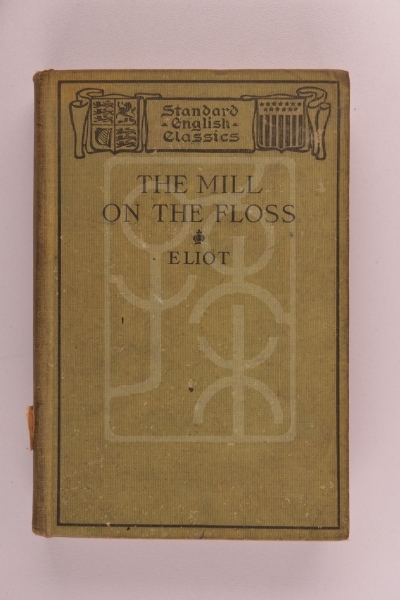 Standard
English
Classics
THE MILL
ON THE FLOSS
ELIOT